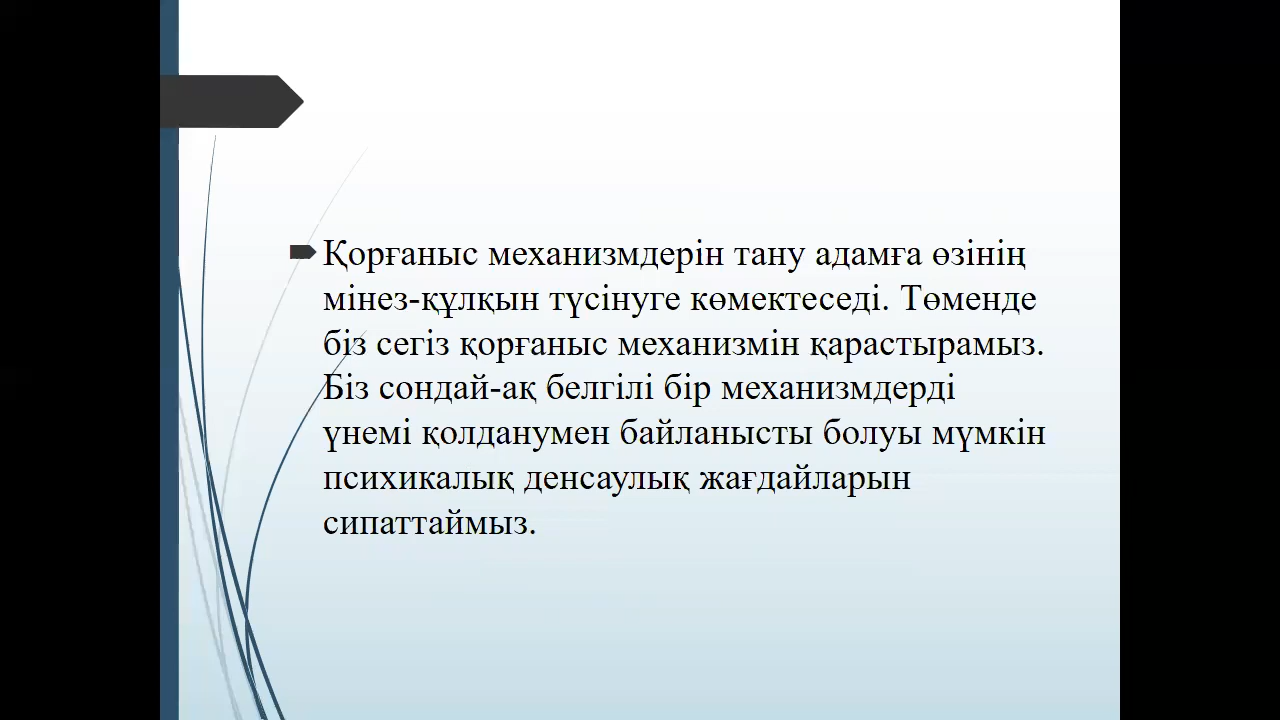 Қорғаныс механизмдерін тану адамға өзінің
мінез-құлқын түсінуге көмектеседі. Төменде
біз сегіз қорғаныс механизмін қарастырамыз.
Біз сондай-ақ белгілі бір механизмдерді
үнемі қолданумен байланысты болуы мүмкін
психикалық денсаулық жағдайларын
сипаттаймыз.